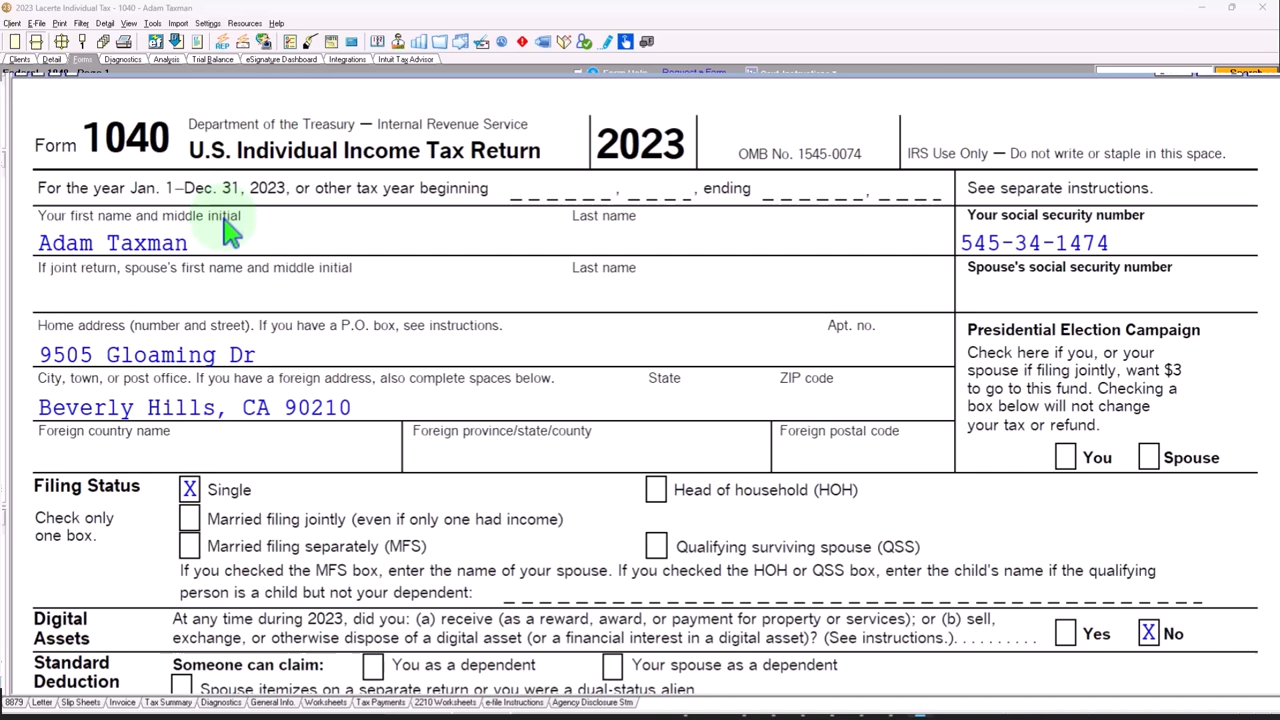 2023 Lacerte Individual Tax - 1040 - Adam Taxman
Client E-File Print Filter Detail View Tools Import Settings Resources Help
Clients Detail Forms Diagnostics Analysis Trial Balance eSignature Dashboard Integrations Intuit Tax Advisor
Form 1040 Department of the Treasury — Internal Revenue Service
U.S. Individual Income Tax Return 2023 OMB No. 1545-0074 IRS Use Only — Do not write or staple in this space.
For the year Jan. 1–Dec. 31, 2023, or other tax year beginning , , ending , See separate instructions.
Your first name and middle initial Last name Your social security number
Adam Taxman 545-34-1474
If joint return, spouse's first name and middle initial Last name Spouse's social security number
Home address (number and street). If you have a P.O. box, see instructions. Apt. no.
9505 Gloaming Dr
City, town, or post office. If you have a foreign address, also complete spaces below. State ZIP code
Beverly Hills, CA 90210
Foreign country name Foreign province/state/county Foreign postal code
Presidential Election Campaign
Check here if you, or your
spouse if filing jointly, want $3
to go to this fund. Checking a
box below will not change
your tax or refund.
You Spouse
Filing Status X Single Head of household (HOH)
Check only
one box.
Married filing jointly (even if only one had income)
Married filing separately (MFS) Qualifying surviving spouse (QSS)
If you checked the MFS box, enter the name of your spouse. If you checked the HOH or QSS box, enter the child's name if the qualifying
person is a child but not your dependent:
Digital
Assets
At any time during 2023, did you: (a) receive (as a reward, award, or payment for property or services); or (b) sell,
exchange, or otherwise dispose of a digital asset (or a financial interest in a digital asset)? (See instructions.). . . . . . . . . . Yes X No
Standard
Deduction
Someone can claim: You as a dependent Your spouse as a dependent
Spouse itemizes on a separate return or you were a dual-status alien
8879 Letter Slip Sheets Invoice Tax Summary Diagnostics General Info. Worksheets Tax Payments 2210 Worksheets e-file Instructions Agency Disclosure Stm